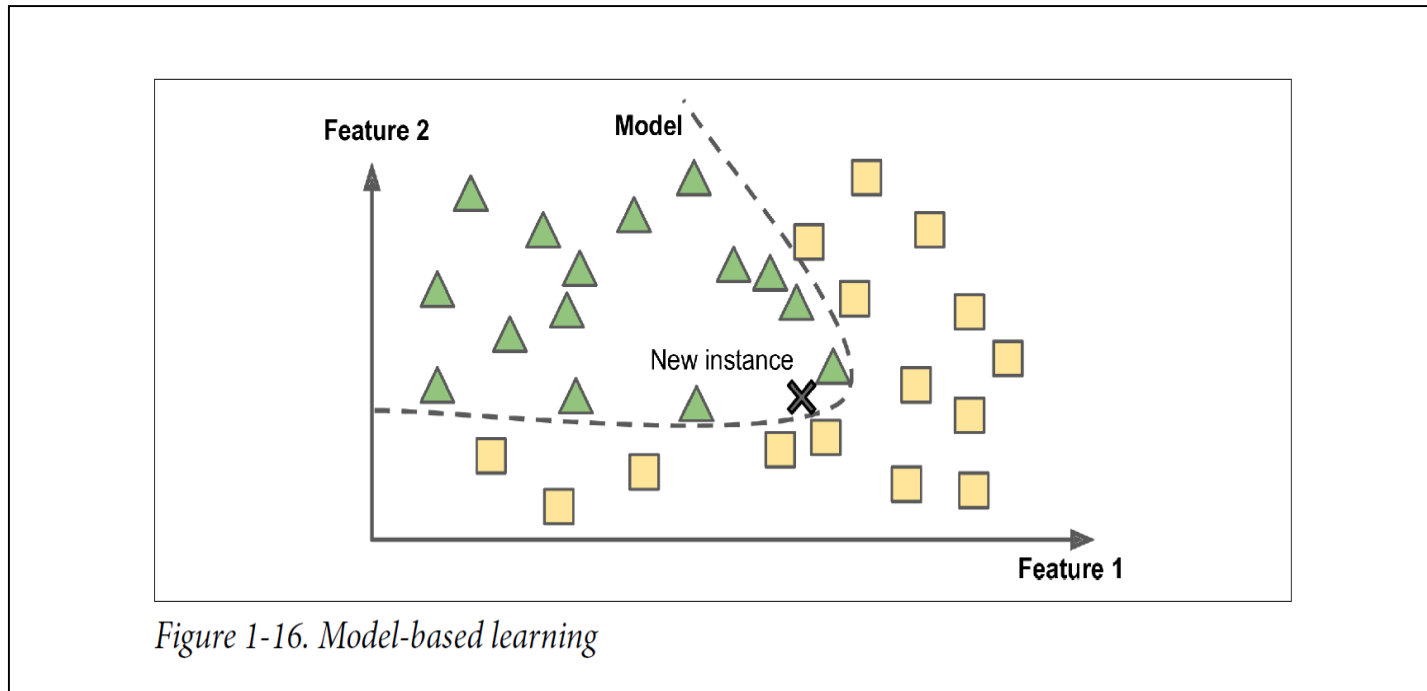 Feature 2
Model
New instance
Feature 1
Figure 1-16. Model-based learning